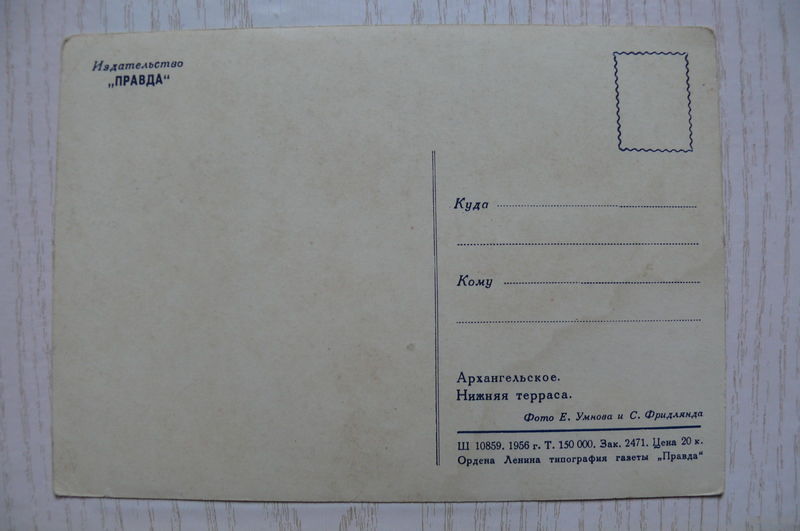 Издательство
„ПРАВДА“
Куда
Кому
Архангельское.
Нижняя терраса.
Фото Е. Умнова и С. Фридлянда
Ш 10859. 1956 г. Т. 150 000. Зак. 2471. Цена 20 к.
Ордена Ленина типография газеты „Правда“